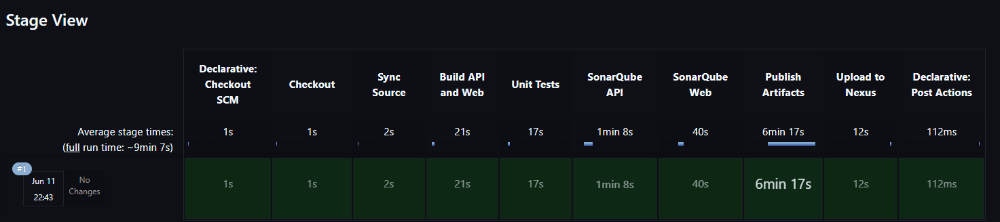 Stage View
Declarative: Checkout SCM
Checkout
Sync Source
Build API and Web
Unit Tests
SonarQube API
SonarQube Web
Publish Artifacts
Upload to Nexus
Declarative: Post Actions
Average stage times:
(full run time: ~9min 7s)
1s
1s
2s
21s
17s
1min 8s
40s
6min 17s
12s
112ms
#1
Jun 11
22:43
No
Changes
1s
1s
2s
21s
17s
1min 8s
40s
6min 17s
12s
112ms